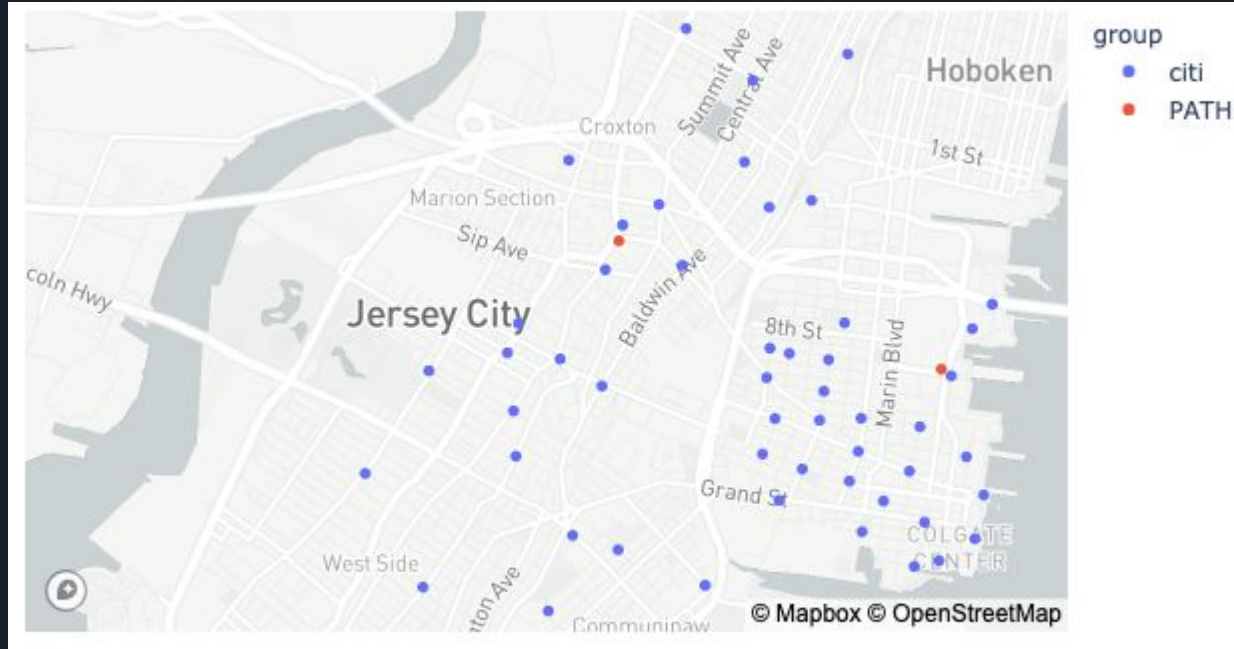 group
citi
PATH
Hoboken
Summit Ave
Central Ave
Croxton
1st St
Marion Section
Sip Ave
coln Hwy
Baldwin Ave
Jersey City
8th St
Marin Blvd
Grand St
COLGATE
CENTER
West Side
nton Ave
Communipaw
© Mapbox © OpenStreetMap